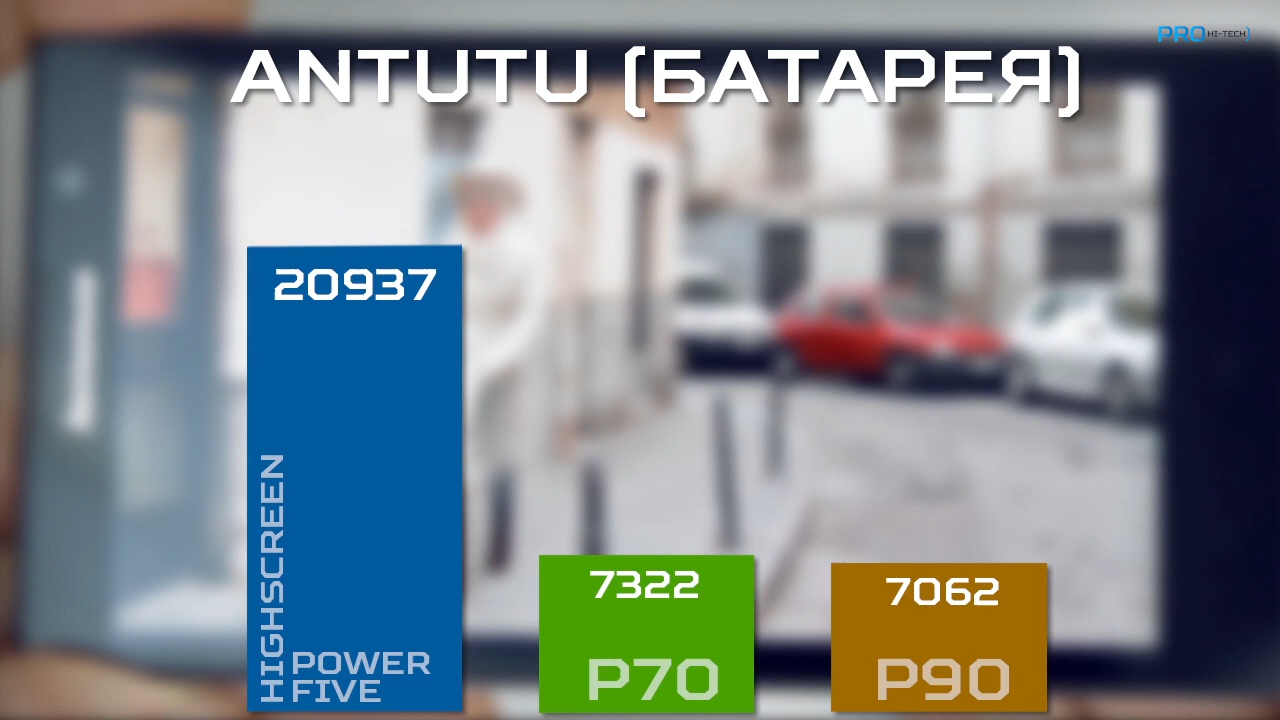 PRO HI-TECH
ANTUTU (БАТАРЕЯ)
20937
HIGHSCREEN
POWER
FIVE
7322
P70
7062
P90